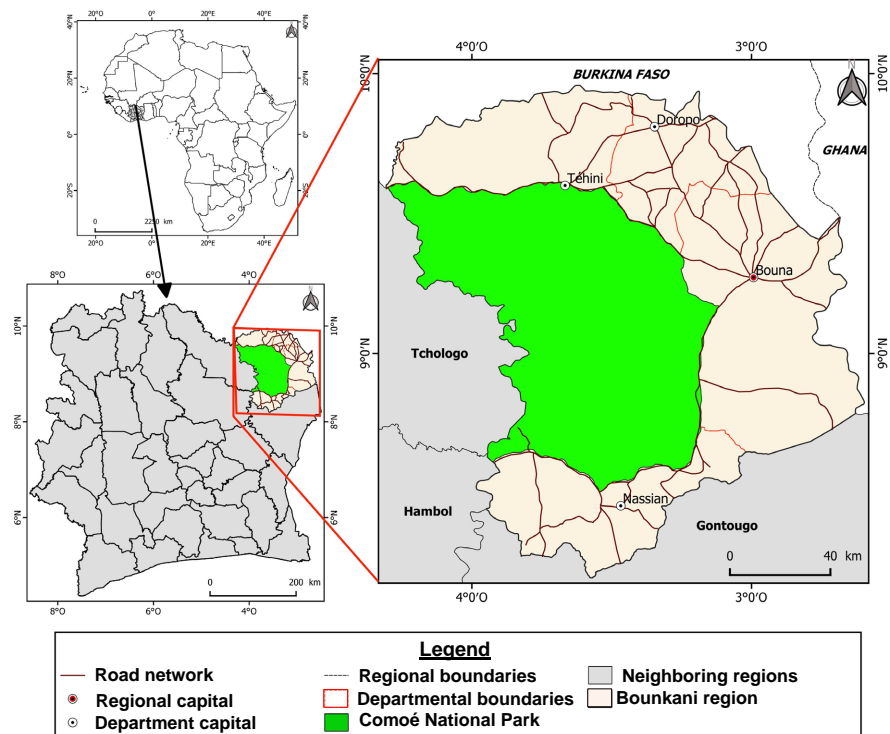 20°O 0° 20°E 40°E
40°N
40°N
N
20°N
20°N
0°
0°
20°S
20°S
0 2250 km
20°O 0° 20°E 40°E
8°O 6°O 4°O
N
10°N
10°N
8°N
8°N
6°N
6°N
0 200 km
8°O 6°O 4°O
4°0'O 3°0'O
10°0'N
10°0'N
BURKINA FASO
N
Doropo
GHANA
Téhini
Bouna
9°0'N
9°0'N
Tchologo
Nassian
Hambol
Gontougo
0 40 km
4°0'O 3°0'O
Legend
Road network
Regional capital
Department capital
Regional boundaries
Departmental boundaries
Comoé National Park
Neighboring regions
Bounkani region